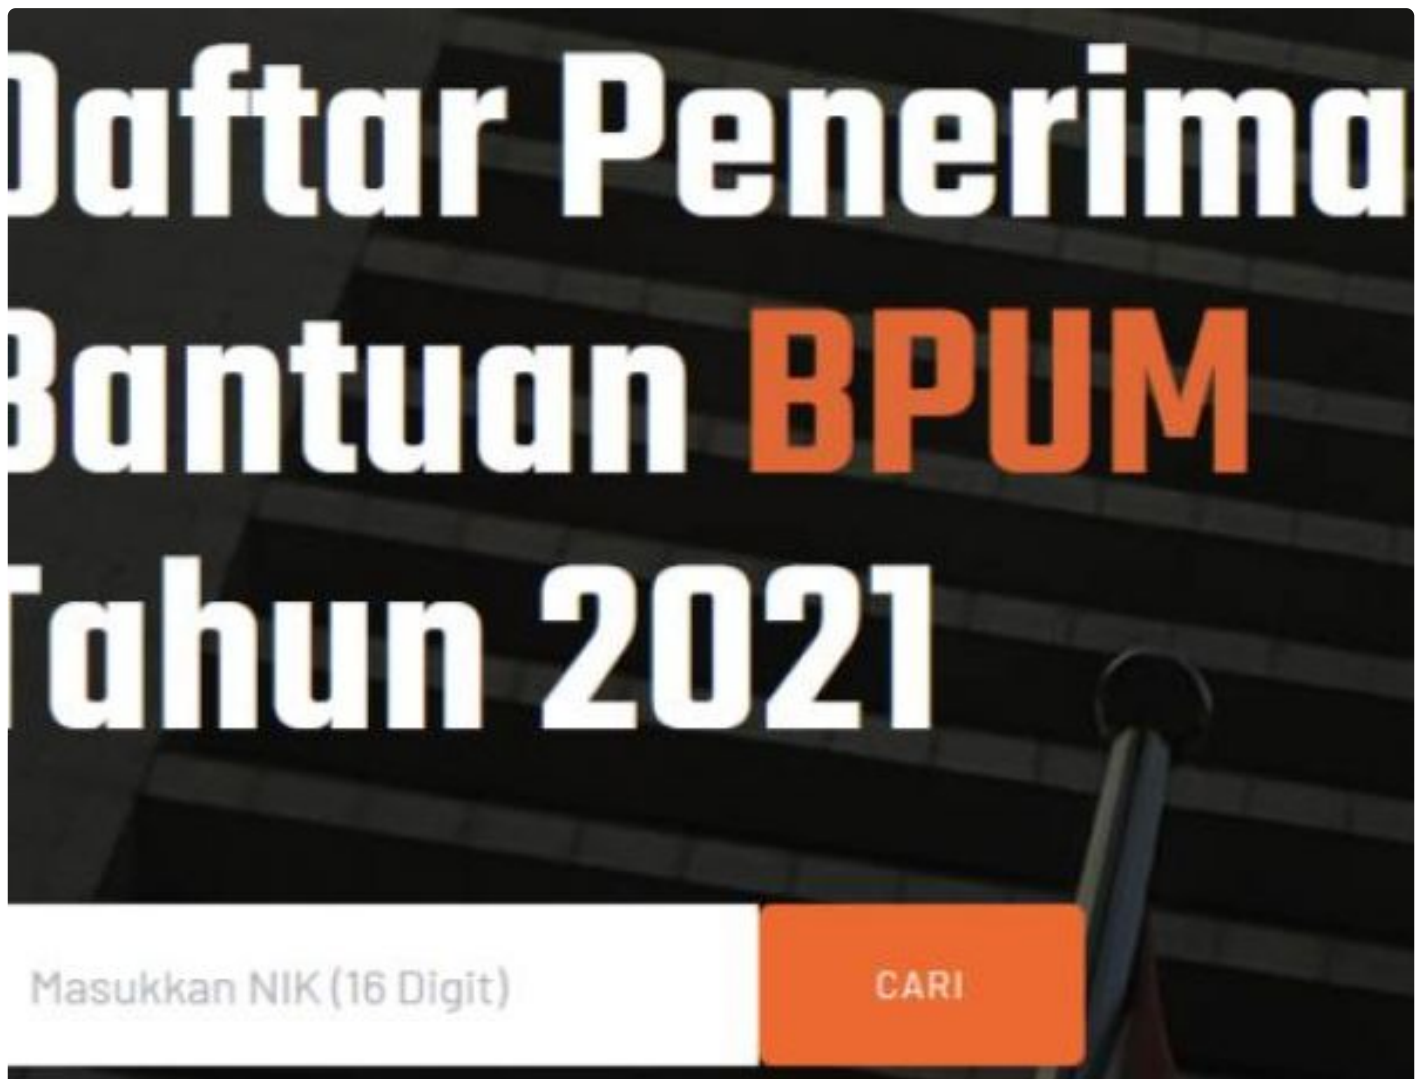 Daftar Penerima
Bantuan BPUM
Tahun 2021
Masukkan NIK (16 Digit)
CARI